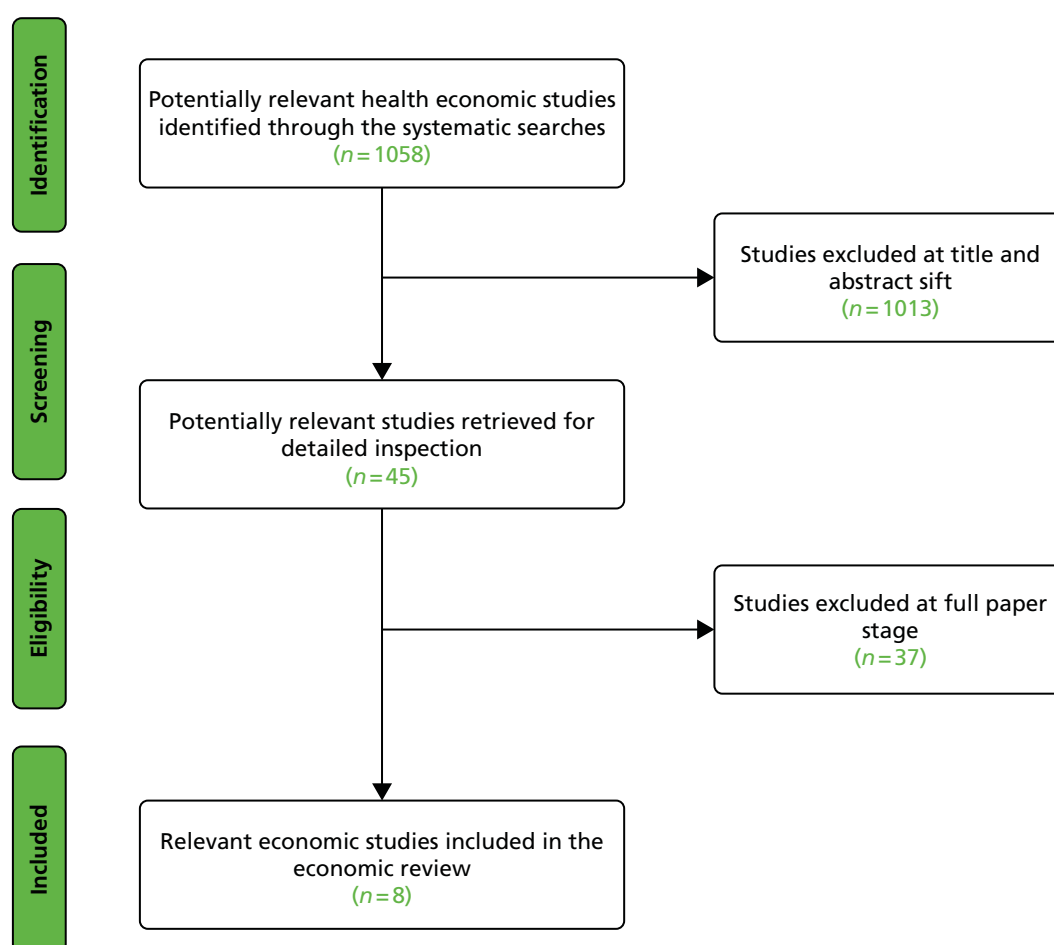 Identification
Potentially relevant health economic studies
identified through the systematic searches
(n=1058)
Studies excluded at title and
abstract sift
(n=1013)
Screening
Potentially relevant studies retrieved for
detailed inspection
(n=45)
Eligibility
Studies excluded at full paper
stage
(n=37)
Included
Relevant economic studies included in the
economic review
(n=8)